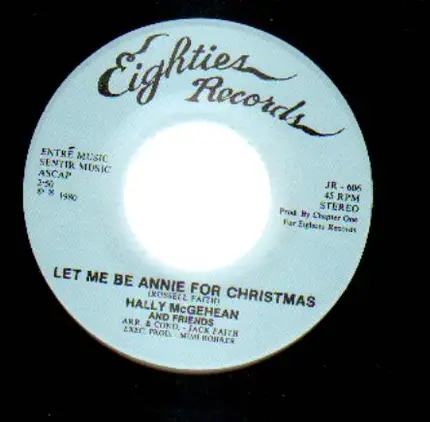 Eighties
Records
ENTRÉ MUSIC
SENTIR MUSIC
ASCAP
2:50
© ℗ 1980
JR - 606
45 RPM
STEREO
Prod. By Chapter One
For Eighties Records
LET ME BE ANNIE FOR CHRISTMAS
(RUSSELL FAITH)
HALLY McGEHEAN
AND FRIENDS
ARR. & COND. - JACK FAITH
EXEC. PROD. - MIMI ROHRER